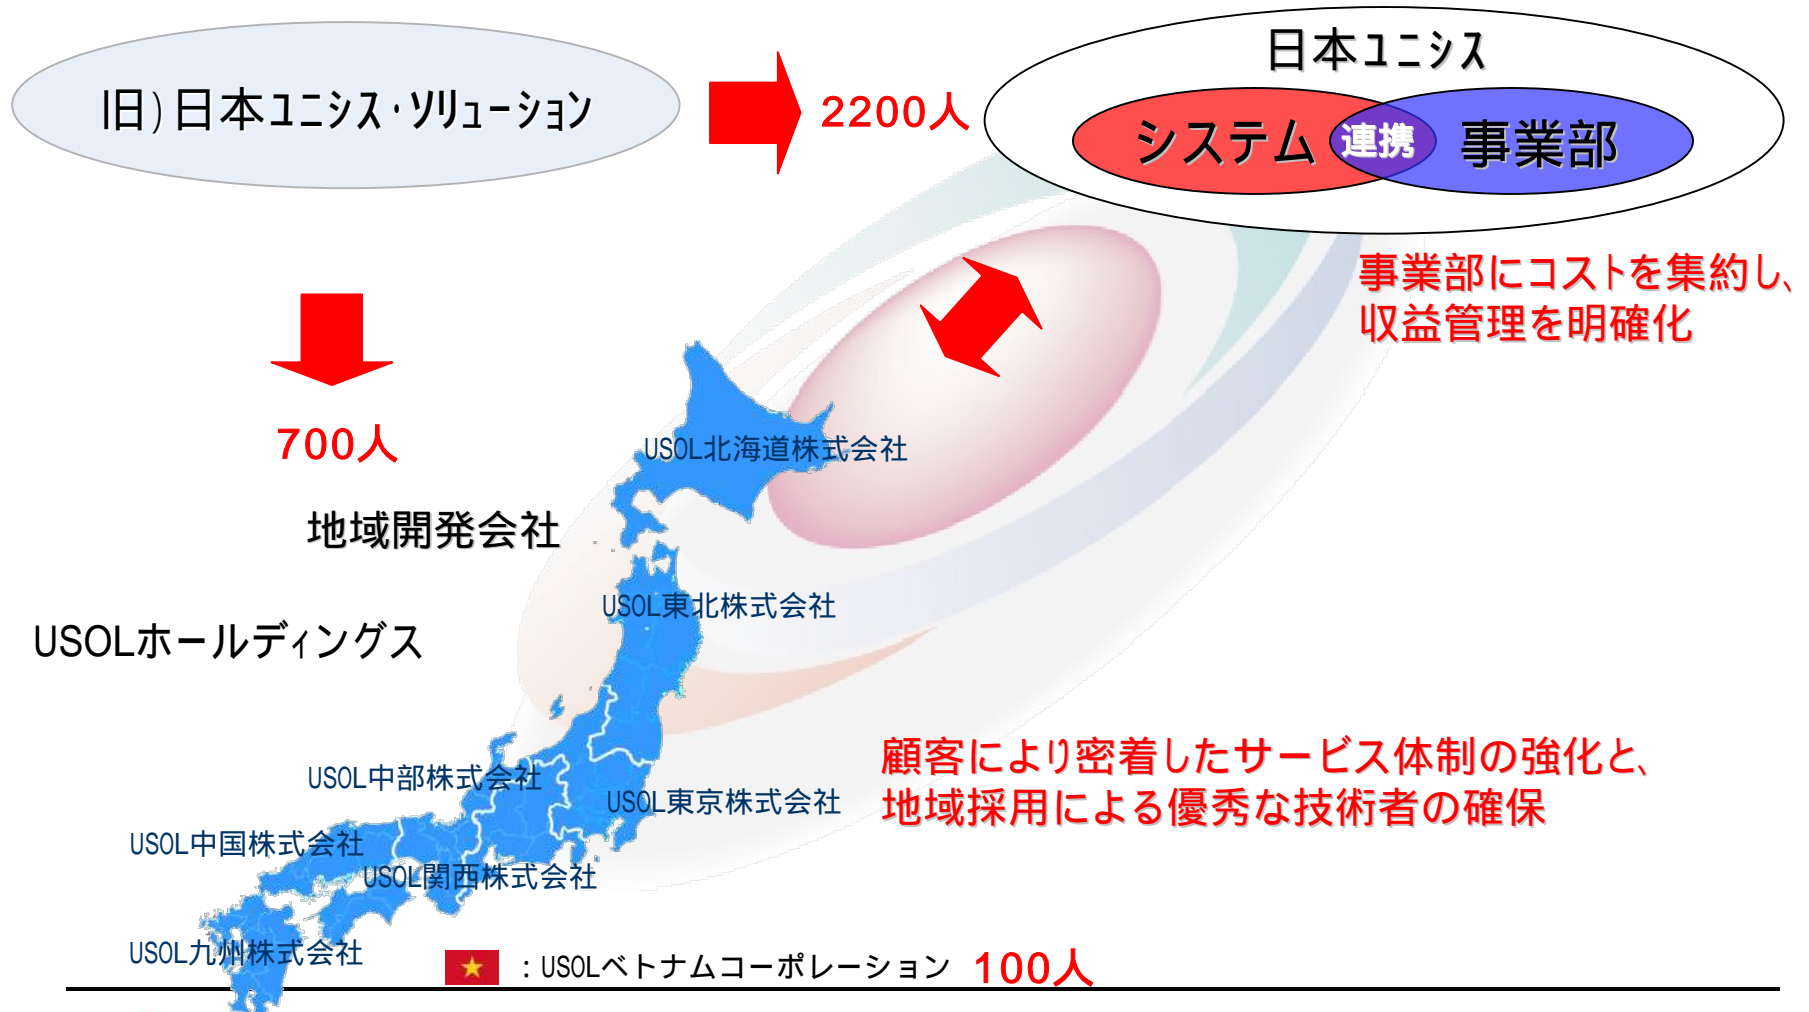 旧)日本ユニシス・ソリューション
2200人
日本ユニシス
システム
連携
事業部
事業部にコストを集約し、
収益管理を明確化
700人
地域開発会社
USOL北海道株式会社
USOL東北株式会社
USOLホールディングス
顧客により密着したサービス体制の強化と、
地域採用による優秀な技術者の確保
USOL中部株式会社
USOL東京株式会社
USOL中国株式会社
USOL関西株式会社
USOL九州株式会社
：USOLベトナムコーポレーション 100人